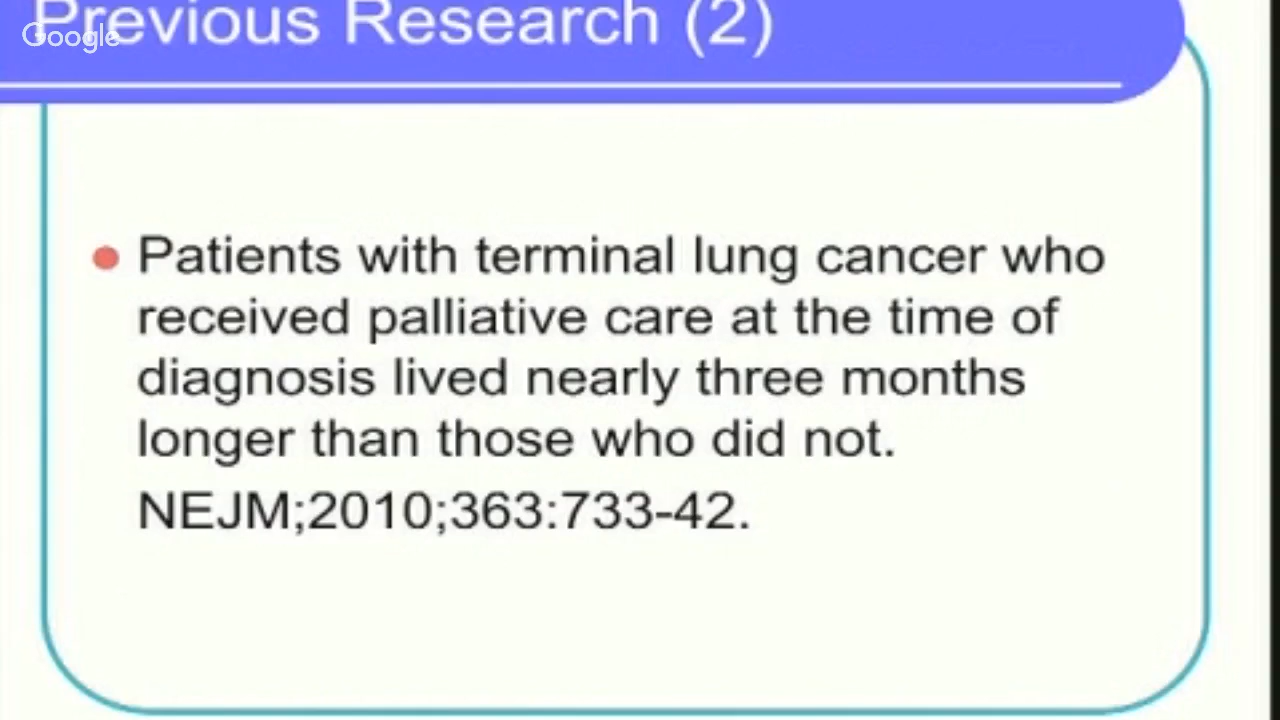 Previous Research (2)
Google
Patients with terminal lung cancer who
received palliative care at the time of
diagnosis lived nearly three months
longer than those who did not.
NEJM;2010;363:733-42.